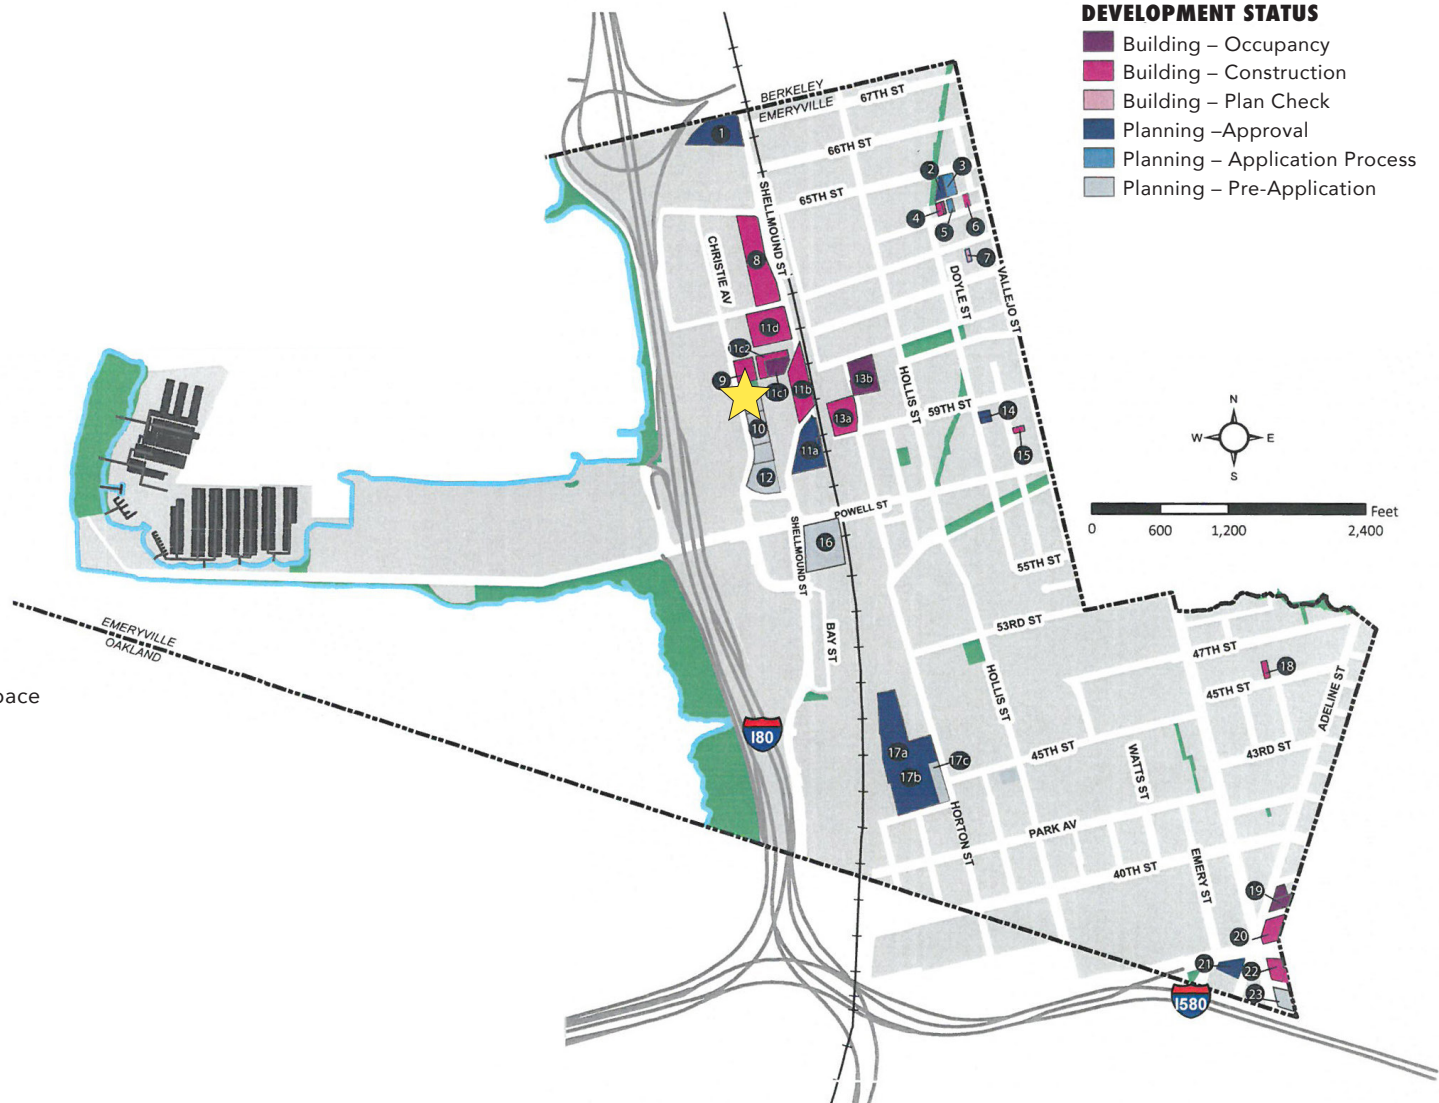 DEVELOPMENT STATUS
Building – Occupancy
Building – Construction
Building – Plan Check
Planning –Approval
Planning – Application Process
Planning – Pre-Application
BERKELEY
EMERYVILLE
67TH ST
66TH ST
65TH ST
1
2
3
4
5
6
7
SHELLMOUND ST
CHRISTIE AV
8
DOYLE ST
VALLEJO ST
11d
11c2
9
11c1
11b
13b
13a
HOLLIS ST
59TH ST
14
15
10
11a
12
N
W
E
S
Feet
0
600
1,200
2,400
POWELL ST
SHELLMOUND ST
16
55TH ST
53RD ST
BAY ST
EMERYVILLE
OAKLAND
47TH ST
18
45TH ST
ADELINE ST
pace
HOLLIS ST
180
17a
17b
17c
45TH ST
WATTS ST
43RD ST
HORTON ST
PARK AV
40TH ST
EMERY ST
19
20
21
22
23
1580